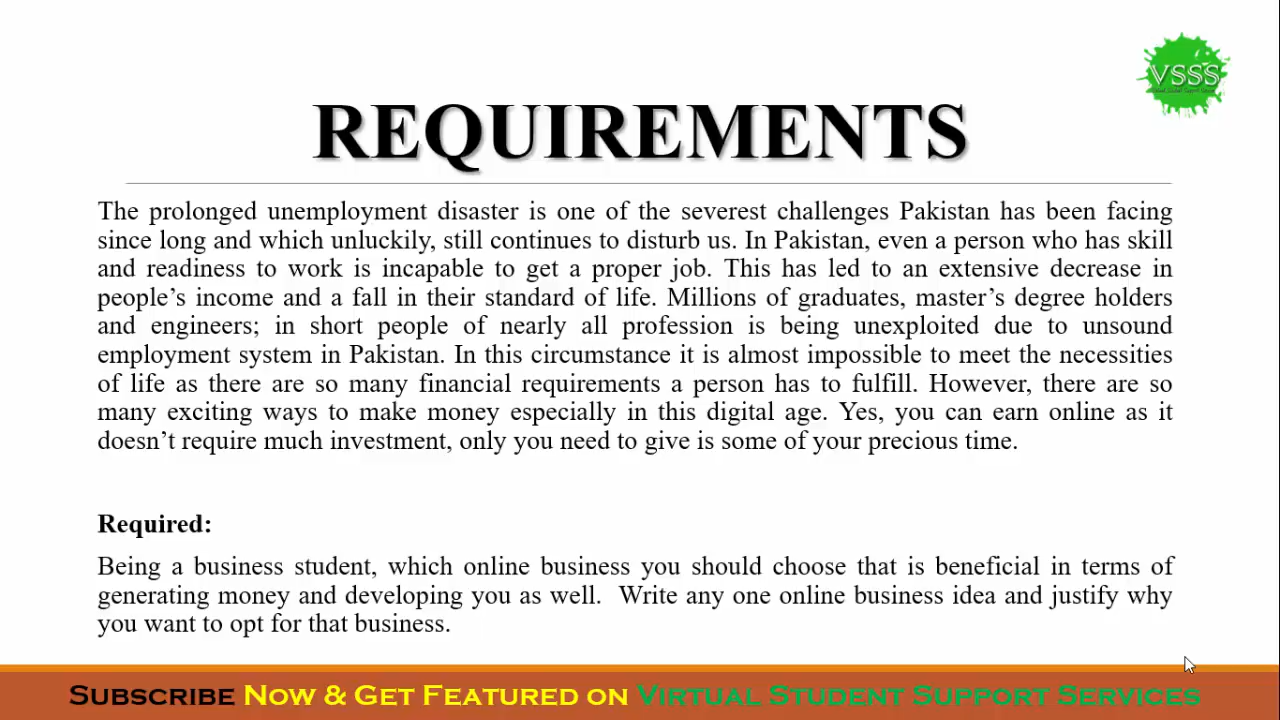 VSSS
REQUIREMENTS
The prolonged unemployment disaster is one of the severest challenges Pakistan has been facing
since long and which unluckily, still continues to disturb us. In Pakistan, even a person who has skill
and readiness to work is incapable to get a proper job. This has led to an extensive decrease in
people’s income and a fall in their standard of life. Millions of graduates, master’s degree holders
and engineers; in short people of nearly all profession is being unexploited due to unsound
employment system in Pakistan. In this circumstance it is almost impossible to meet the necessities
of life as there are so many financial requirements a person has to fulfill. However, there are so
many exciting ways to make money especially in this digital age. Yes, you can earn online as it
doesn’t require much investment, only you need to give is some of your precious time.
Required:
Being a business student, which online business you should choose that is beneficial in terms of
generating money and developing you as well. Write any one online business idea and justify why
you want to opt for that business.
Subscribe Now & Get Featured on Virtual Student Support Services